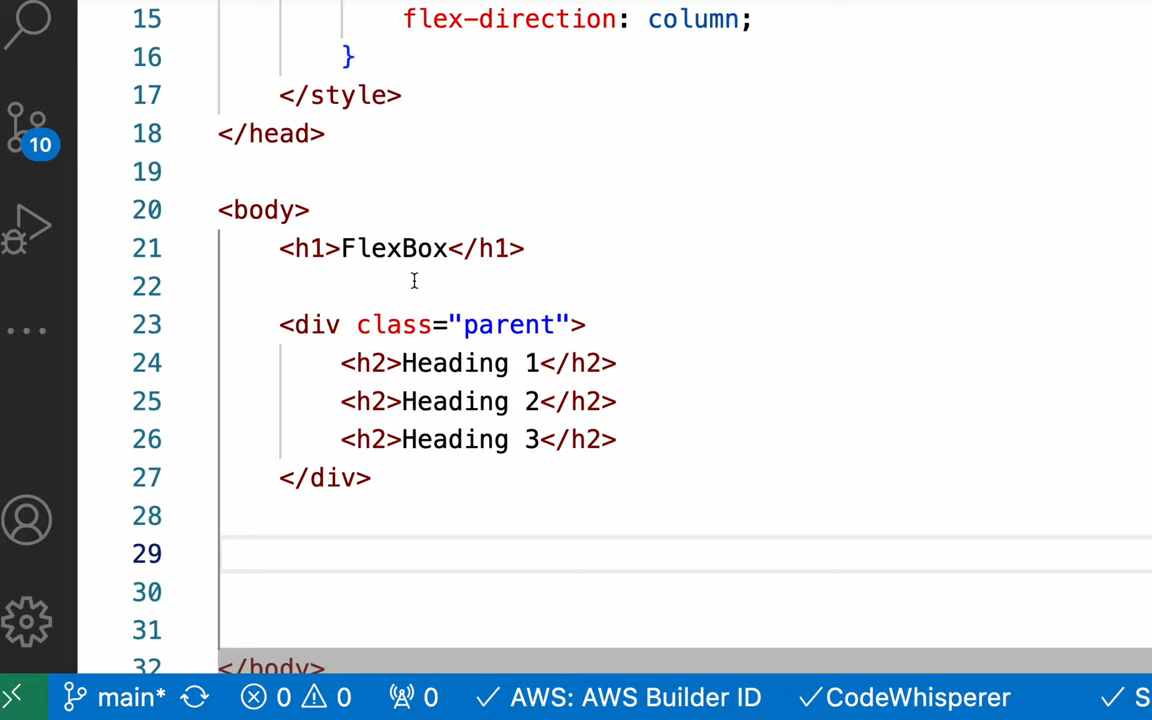 15 flex-direction: column;
16 }
17 </style>
18 </head>
19
20 <body>
21 <h1>FlexBox</h1>
22
23 <div class="parent">
24 <h2>Heading 1</h2>
25 <h2>Heading 2</h2>
26 <h2>Heading 3</h2>
27 </div>
28
29
30
31
32 </body>
10
main* 0 0 0 AWS: AWS Builder ID CodeWhisperer S